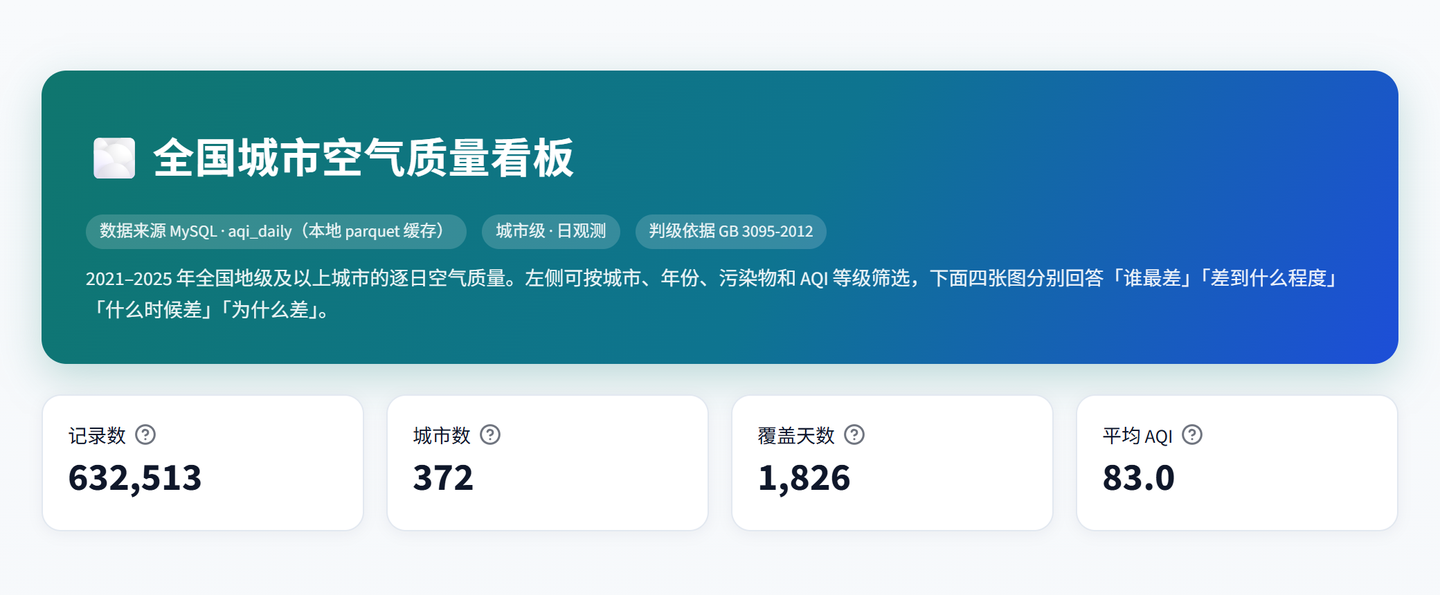 全国城市空气质量看板
数据来源 MySQL · aqi_daily（本地 parquet 缓存） 城市级 · 日观测 判级依据 GB 3095-2012
2021–2025 年全国地级及以上城市的逐日空气质量。左侧可按城市、年份、污染物和 AQI 等级筛选，下面四张图分别回答「谁最差」「差到什么程度」
「什么时候差」「为什么差」。
记录数
632,513
城市数
372
覆盖天数
1,826
平均 AQI
83.0